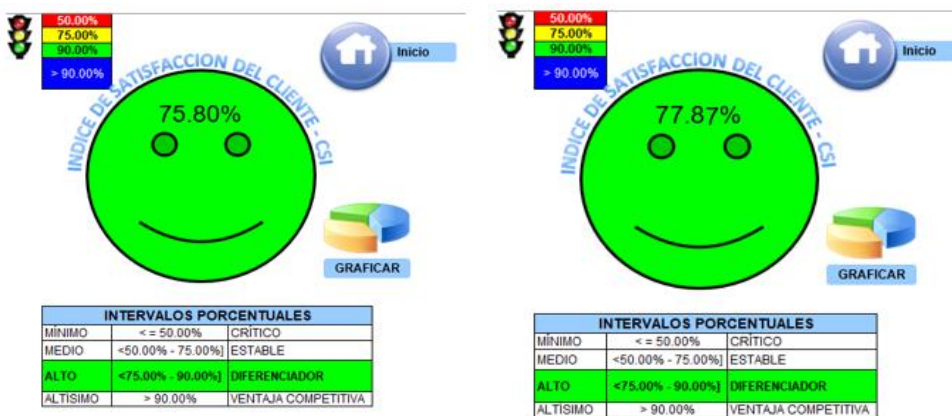 50.00%
75.00%
90.00%
> 90.00%
Inicio
INDICE DE SATISFACCION DEL CLIENTE - CSI
75.80%
GRAFICAR
INTERVALOS PORCENTUALES
MÍNIMO < = 50.00% CRÍTICO
MEDIO <50.00% - 75.00%] ESTABLE
ALTO <75.00% - 90.00%] DIFERENCIADOR
ALTÍSIMO > 90.00% VENTAJA COMPETITIVA
50.00%
75.00%
90.00%
> 90.00%
Inicio
INDICE DE SATISFACCION DEL CLIENTE - CSI
77.87%
GRAFICAR
INTERVALOS PORCENTUALES
MÍNIMO < = 50.00% CRÍTICO
MEDIO <50.00% - 75.00%] ESTABLE
ALTO <75.00% - 90.00%] DIFERENCIADOR
ALTÍSIMO > 90.00% VENTAJA COMPETITIVA